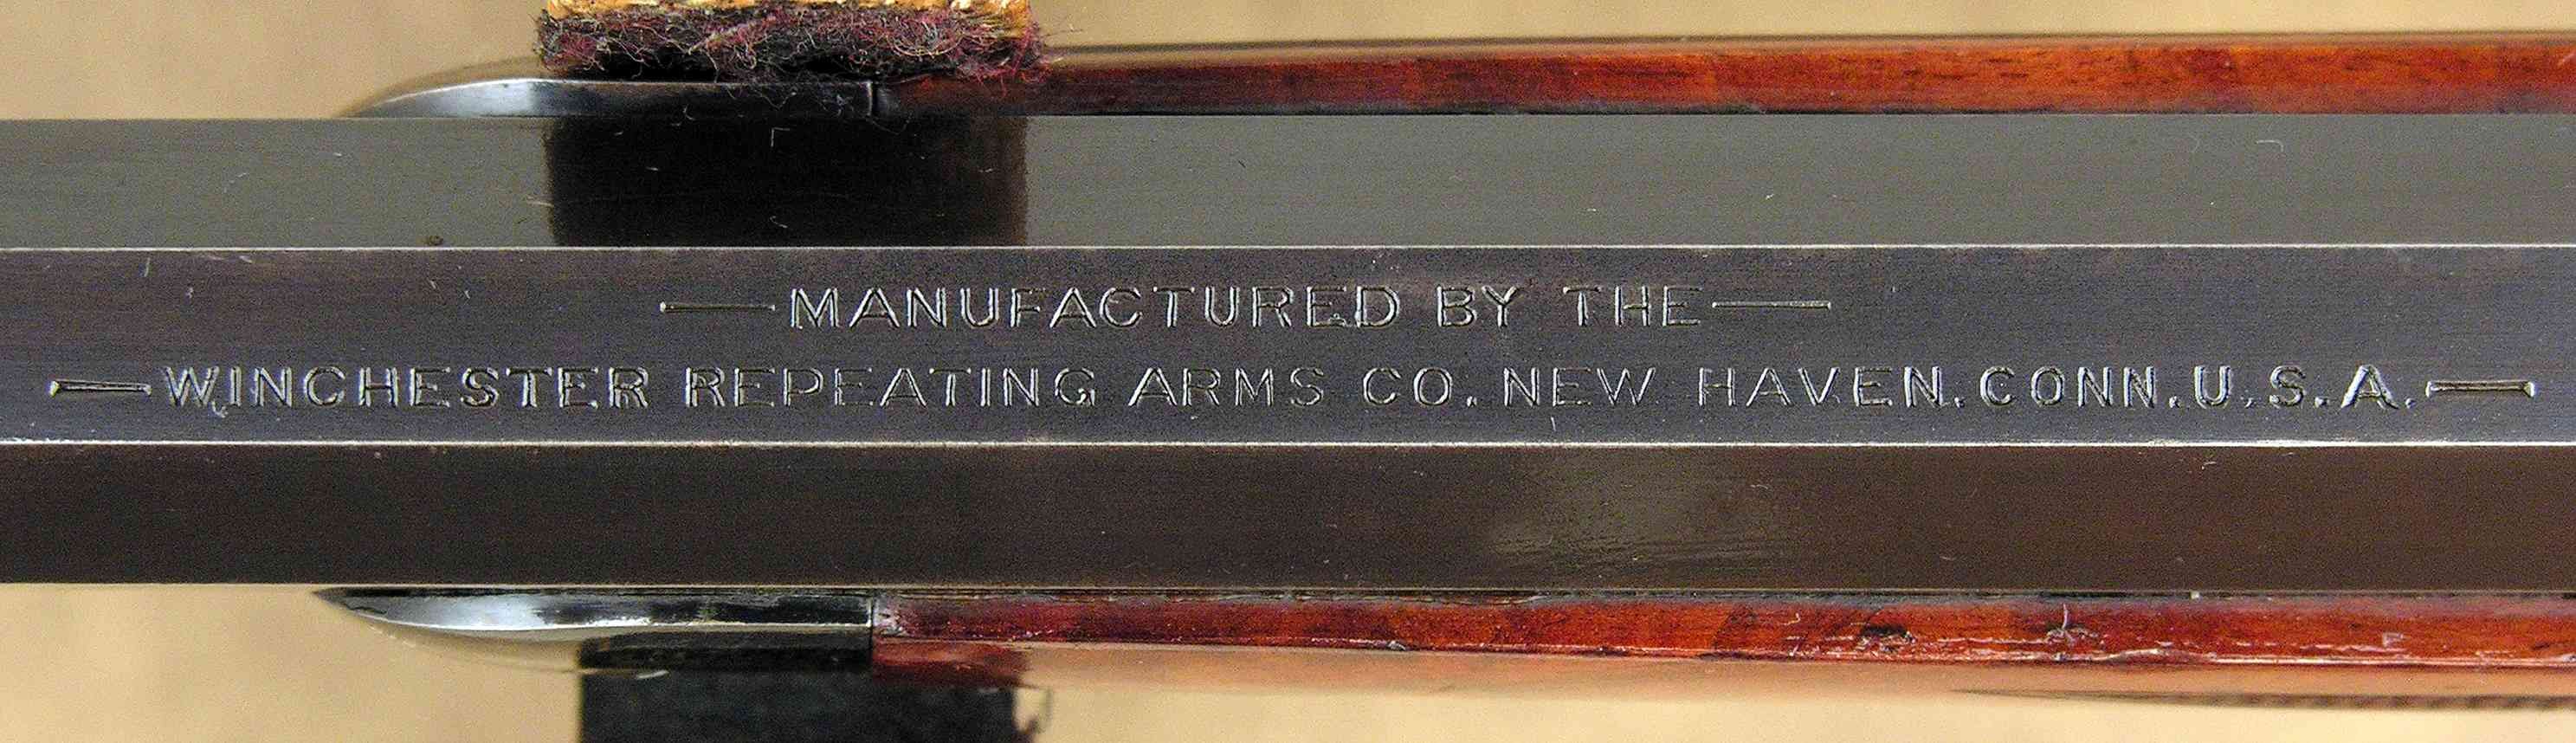 — MANUFACTURED BY THE —
— WINCHESTER REPEATING ARMS CO. NEW HAVEN. CONN. U.S.A. —